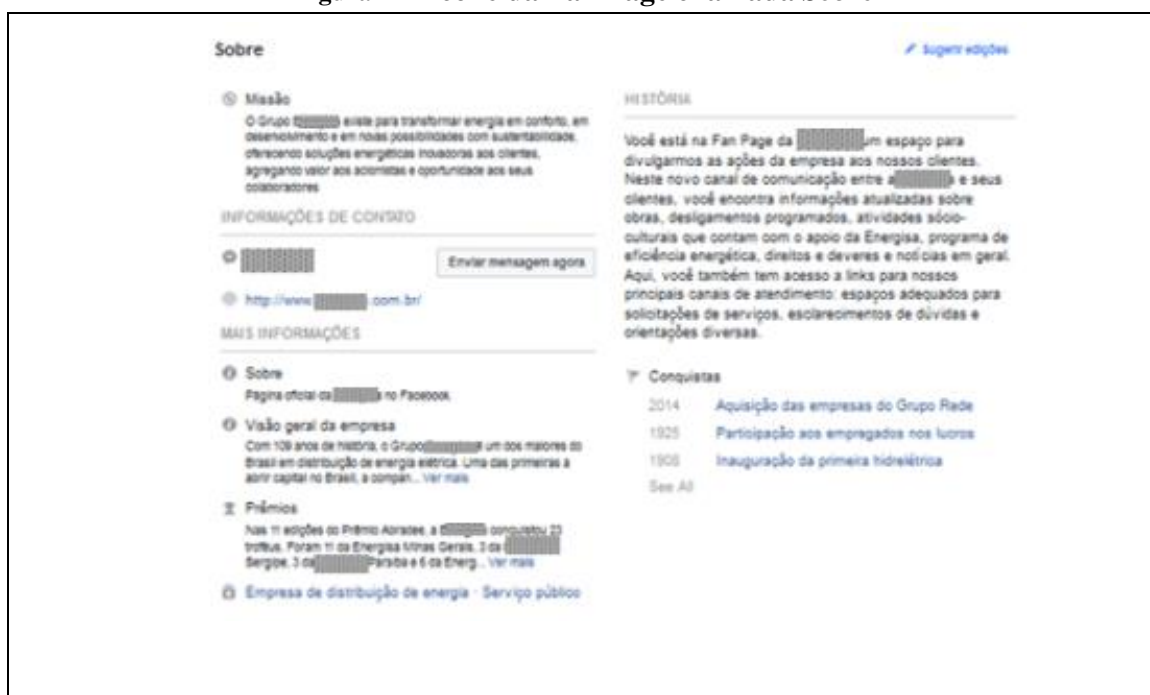 Sobre
Sugerir edições
Missão
O Grupo existe para transformar energia em conforto, em
desenvolvimento e em novas possibilidades com sustentabilidade,
oferecendo soluções energéticas inovadoras aos clientes,
agregando valor aos acionistas e oportunidade aos seus
colaboradores
INFORMAÇÕES DE CONTATO
Enviar mensagem agora
http://www. .com.br/
MAIS INFORMAÇÕES
Sobre
Página oficial da a no Facebook.
Visão geral da empresa
Com 109 anos de história, o Grupo é um dos maiores do
Brasil em distribuição de energia elétrica. Uma das primeiras a
abrir capital no Brasil, a compan... Ver mais
Prêmios
Nas 11 edições do Prêmio Abradee, a conquistou 23
troféus. Foram 11 da Energisa Minas Gerais, 3 da
Sergipe, 3 da Paraíba e 6 da Energ... Ver mais
Empresa de distribuição de energia · Serviço público
HISTÓRIA
Você está na Fan Page da um espaço para
divulgarmos as ações da empresa aos nossos clientes.
Neste novo canal de comunicação entre a e seus
clientes, você encontra informações atualizadas sobre
obras, desligamentos programados, atividades sócio-
culturais que contam com o apoio da Energisa, programa de
eficiência energética, direitos e deveres e notícias em geral.
Aqui, você também tem acesso a links para nossos
principais canais de atendimento: espaços adequados para
solicitações de serviços, esclarecimentos de dúvidas e
orientações diversas.
Conquistas
2014 Aquisição das empresas do Grupo Rede
1925 Participação aos empregados nos lucros
1908 Inauguração da primeira hidrelétrica
See All